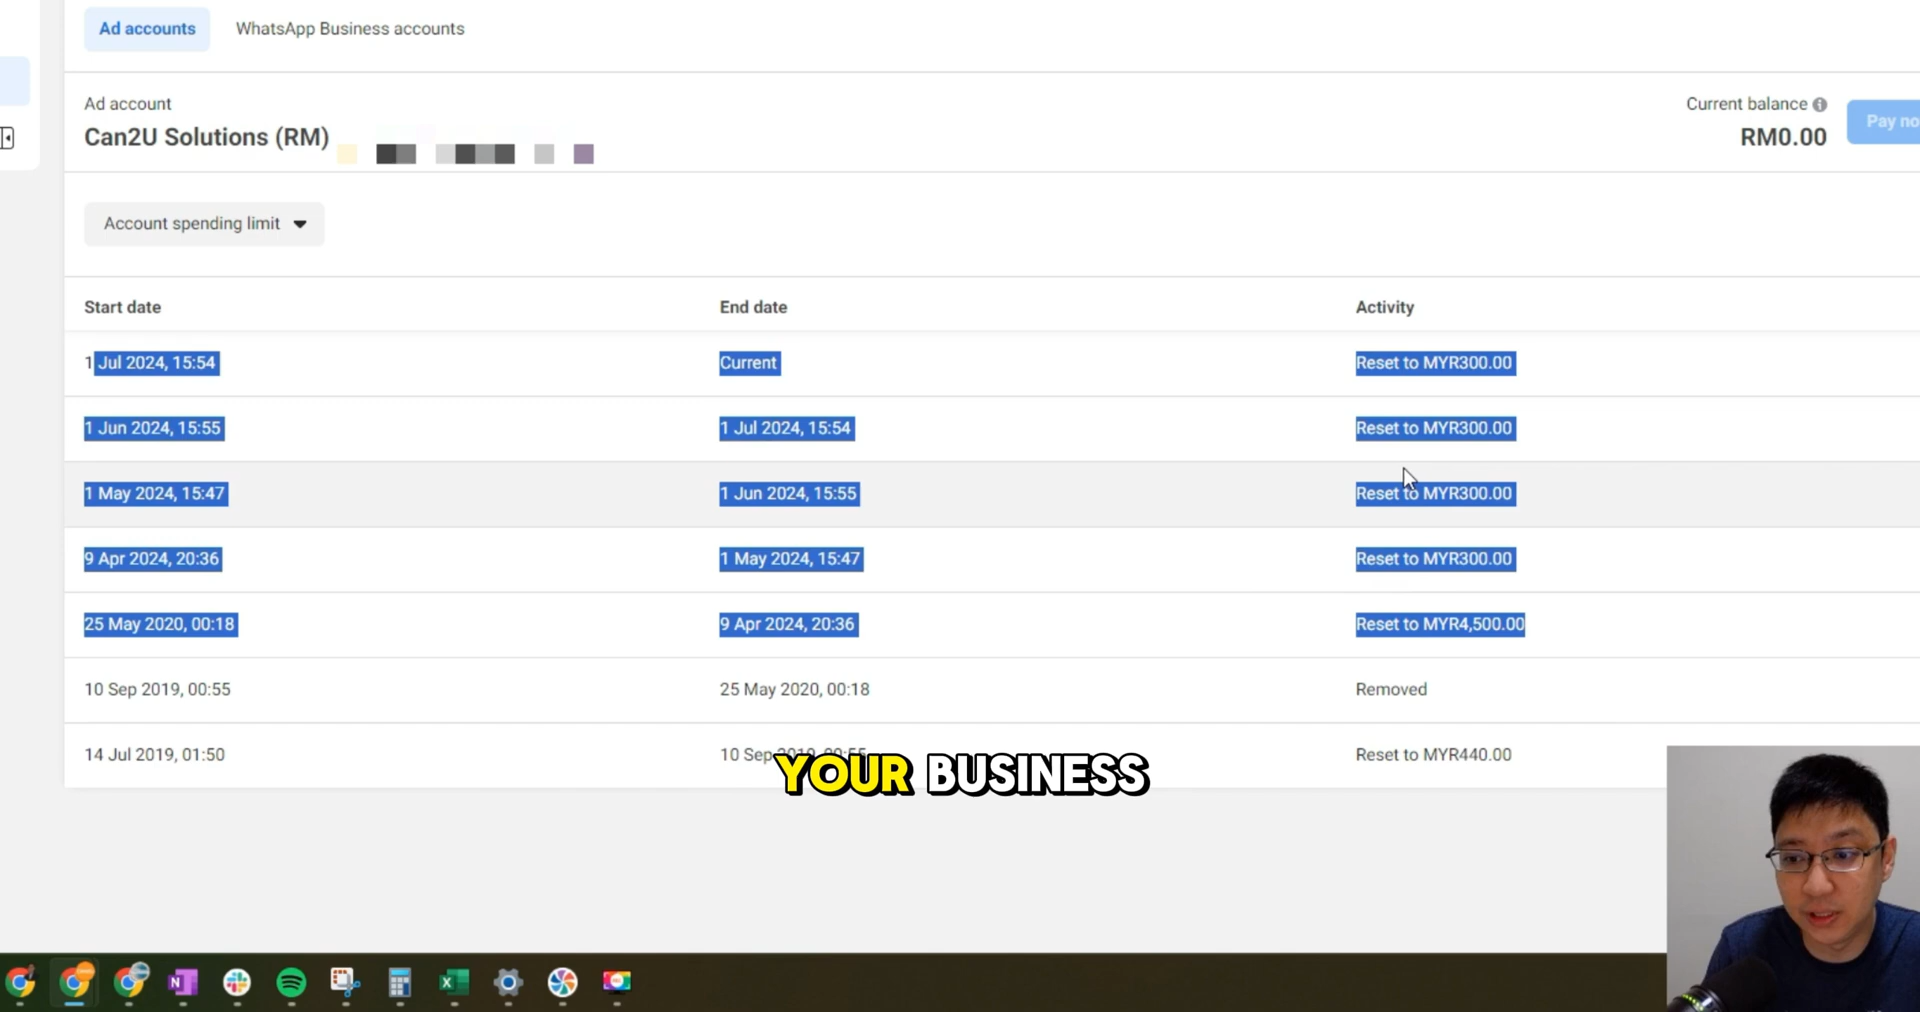 Ad accounts WhatsApp Business accounts
Ad account Current balance
Can2U Solutions (RM) RM0.00 Pay no
Account spending limit
Start date End date Activity
1 Jul 2024, 15:54 Current Reset to MYR300.00
1 Jun 2024, 15:55 1 Jul 2024, 15:54 Reset to MYR300.00
1 May 2024, 15:47 1 Jun 2024, 15:55 Reset to MYR300.00
9 Apr 2024, 20:36 1 May 2024, 15:47 Reset to MYR300.00
25 May 2020, 00:18 9 Apr 2024, 20:36 Reset to MYR4,500.00
10 Sep 2019, 00:55 25 May 2020, 00:18 Removed
14 Jul 2019, 01:50 10 Sep 2019, 00:55 Reset to MYR440.00
YOUR BUSINESS